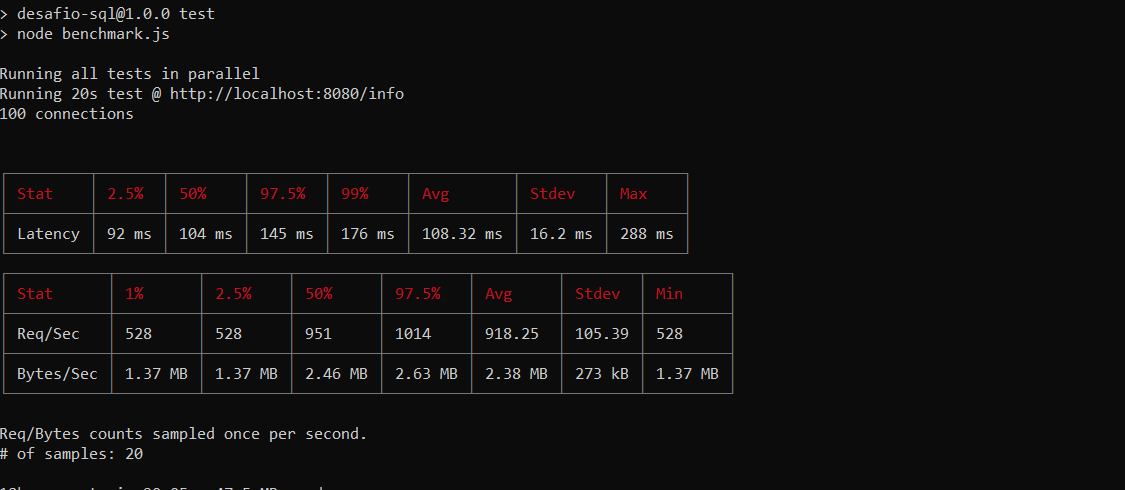 > desafio-sql@1.0.0 test
> node benchmark.js
Running all tests in parallel
Running 20s test @ http://localhost:8080/info
100 connections
Stat 2.5% 50% 97.5% 99% Avg Stdev Max
Latency 92 ms 104 ms 145 ms 176 ms 108.32 ms 16.2 ms 288 ms
Stat 1% 2.5% 50% 97.5% Avg Stdev Min
Req/Sec 528 528 951 1014 918.25 105.39 528
Bytes/Sec 1.37 MB 1.37 MB 2.46 MB 2.63 MB 2.38 MB 273 kB 1.37 MB
Req/Bytes counts sampled once per second.
# of samples: 20